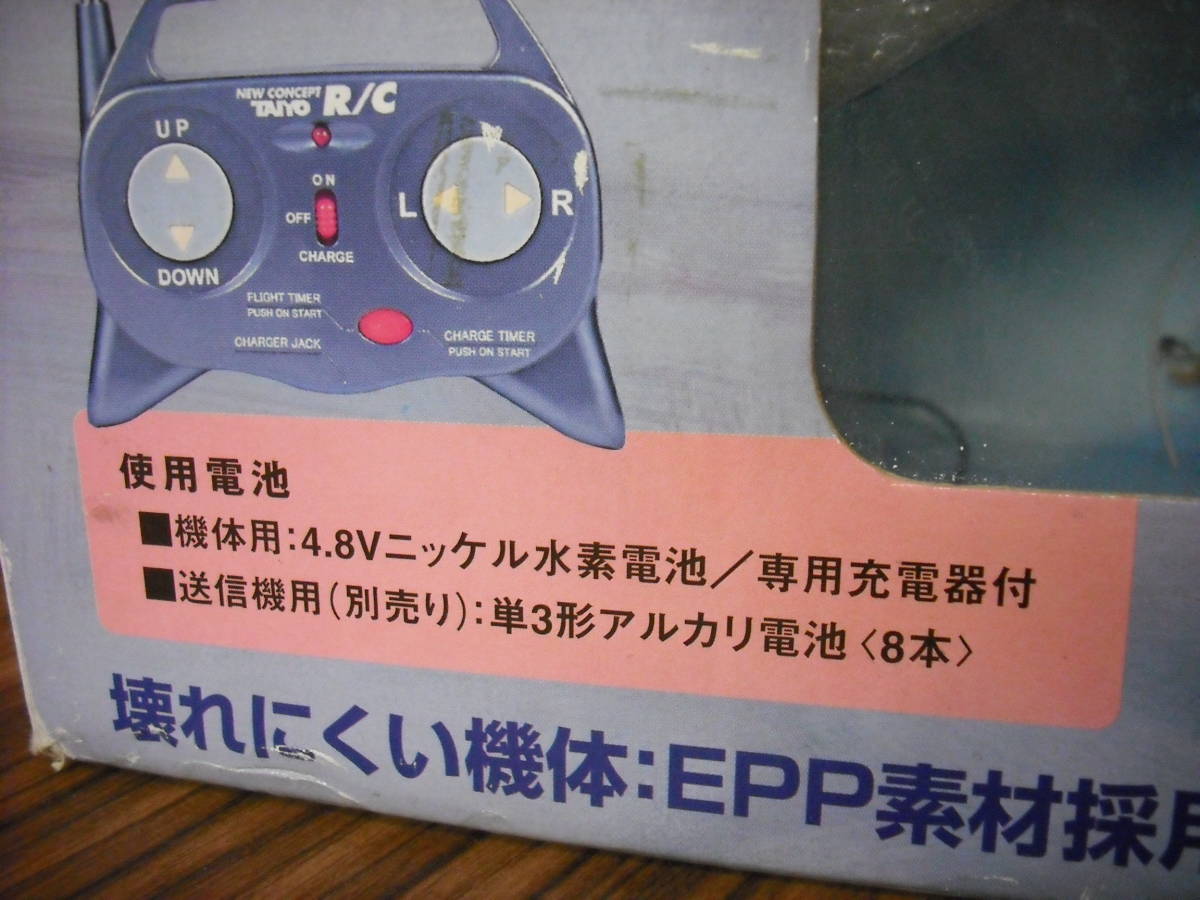 NEW CONCEPT
TAIYO R/C
UP
DOWN
ON
OFF
CHARGE
L
R
FLIGHT TIMER
PUSH ON START
CHARGER JACK
CHARGE TIMER
PUSH ON START
使用電池
■機体用:4.8Vニッケル水素電池／専用充電器付
■送信機用(別売り):単3形アルカリ電池〈8本〉
壊れにくい機体:EPP素材採用